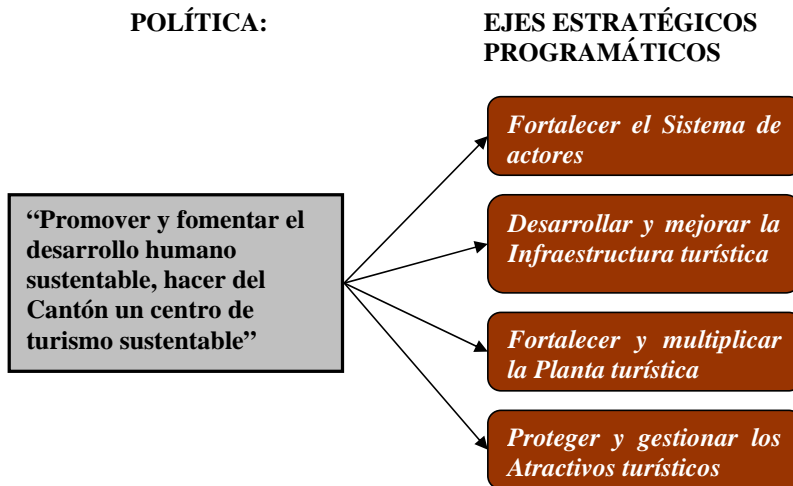 POLÍTICA:
EJES ESTRATÉGICOS
PROGRAMÁTICOS
“Promover y fomentar el
desarrollo humano
sustentable, hacer del
Cantón un centro de
turismo sustentable”
Fortalecer el Sistema de
actores
Desarrollar y mejorar la
Infraestructura turística
Fortalecer y multiplicar
la Planta turística
Proteger y gestionar los
Atractivos turísticos